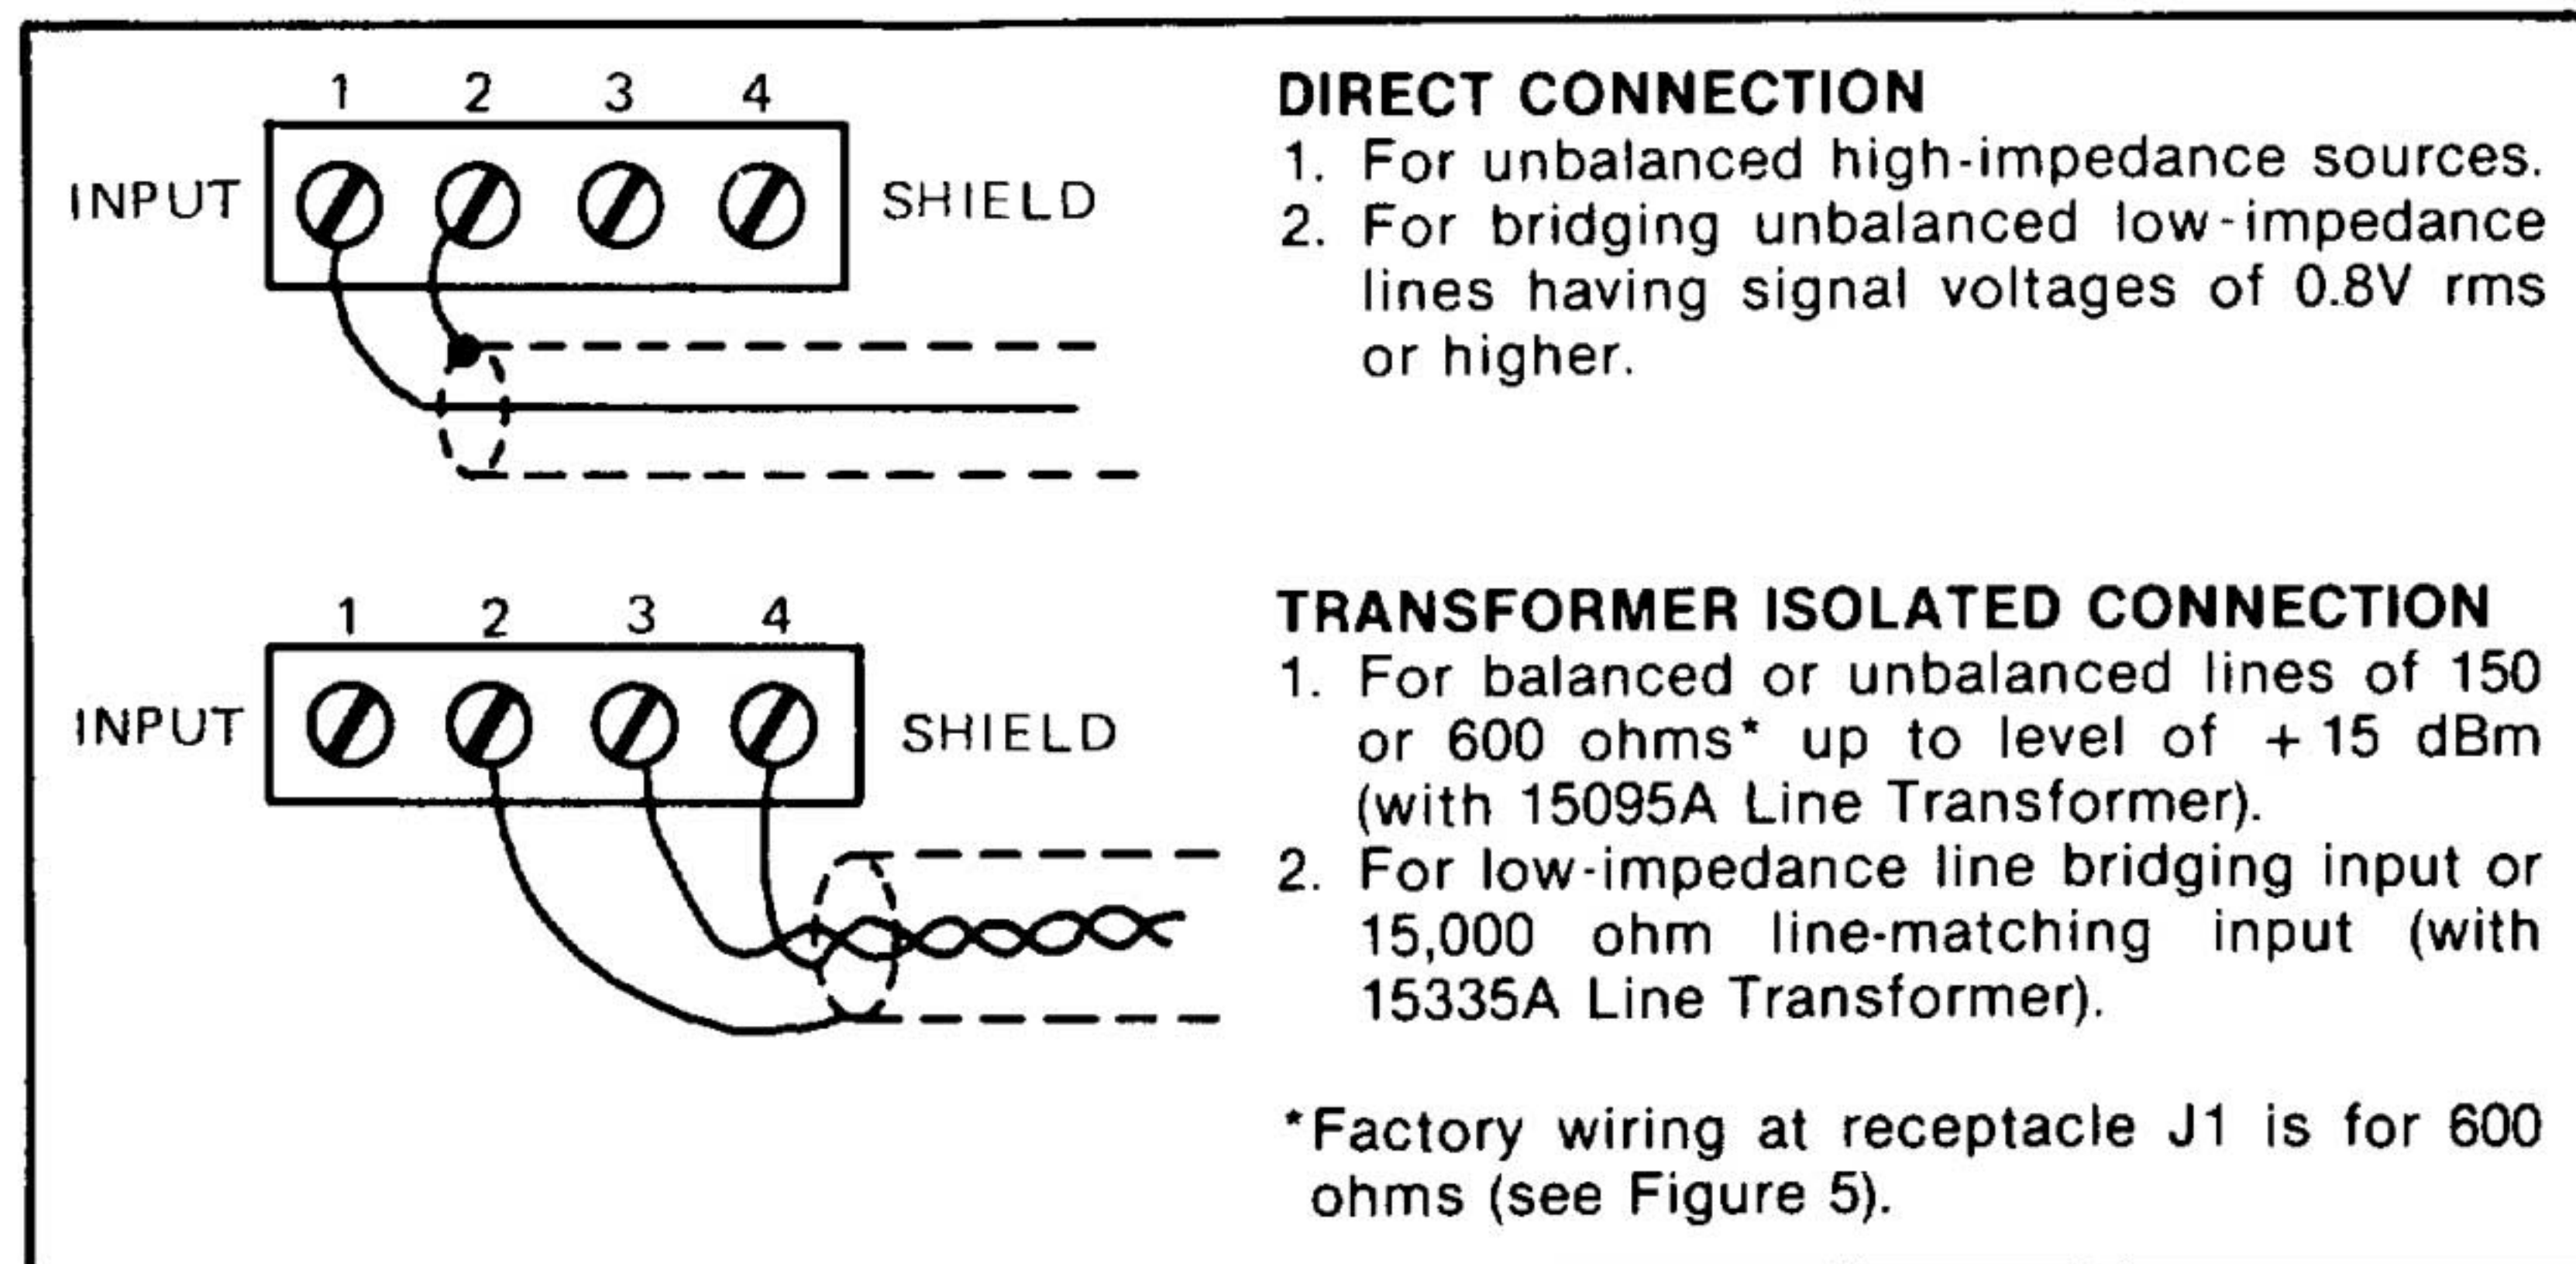 1 2 3 4
INPUT SHIELD
DIRECT CONNECTION
1. For unbalanced high-impedance sources.
2. For bridging unbalanced low-impedance
lines having signal voltages of 0.8V rms
or higher.
1 2 3 4
INPUT SHIELD
TRANSFORMER ISOLATED CONNECTION
1. For balanced or unbalanced lines of 150
or 600 ohms* up to level of +15 dBm
(with 15095A Line Transformer).
2. For low-impedance line bridging input or
15,000 ohm line-matching input (with
15335A Line Transformer).
*Factory wiring at receptacle J1 is for 600
ohms (see Figure 5).